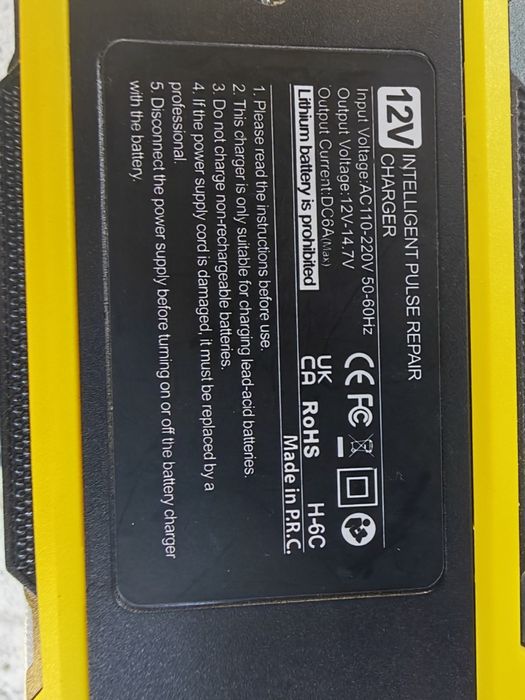 12V INTELLIGENT PULSE REPAIR
CHARGER
Input Voltage:AC110-220V 50-60Hz
Output Voltage:12V-14.7V
Output Current:DC6A(Max)
Lithium battery is prohibited
CE FC
UK
CA RoHS
H-6C
Made in P.R.C.
1. Please read the instructions before use.
2. This charger is only suitable for charging lead-acid batteries.
3. Do not charge non-rechargeable batteries.
4. If the power supply cord is damaged, it must be replaced by a
professional.
5. Disconnect the power supply before turning on or off the battery charger
with the battery.